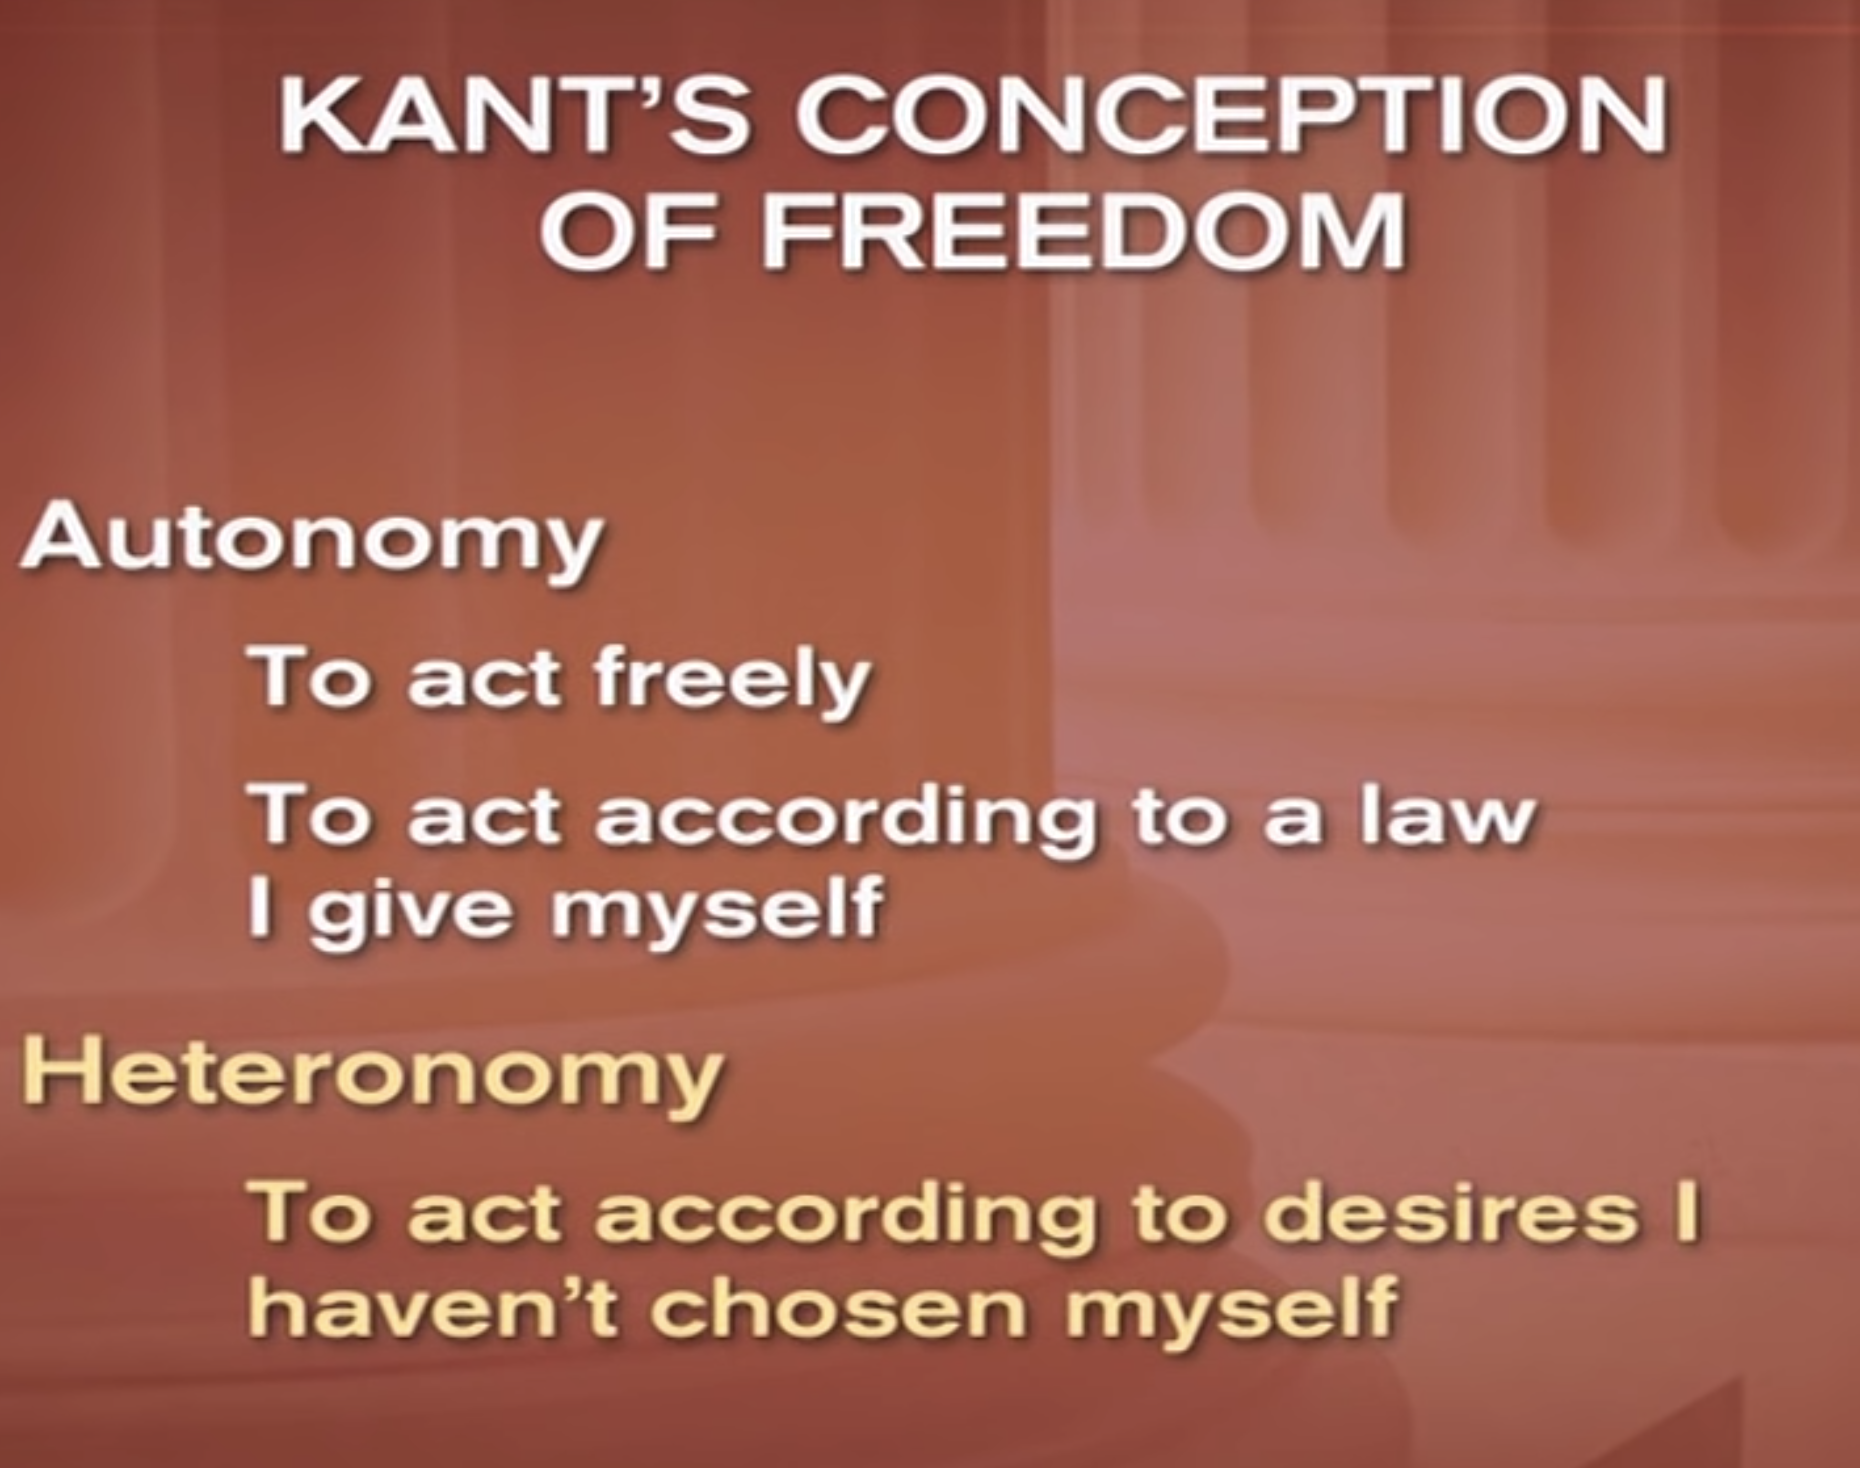 KANT’S CONCEPTION
OF FREEDOM
Autonomy
To act freely
To act according to a law
I give myself
Heteronomy
To act according to desires I
haven’t chosen myself